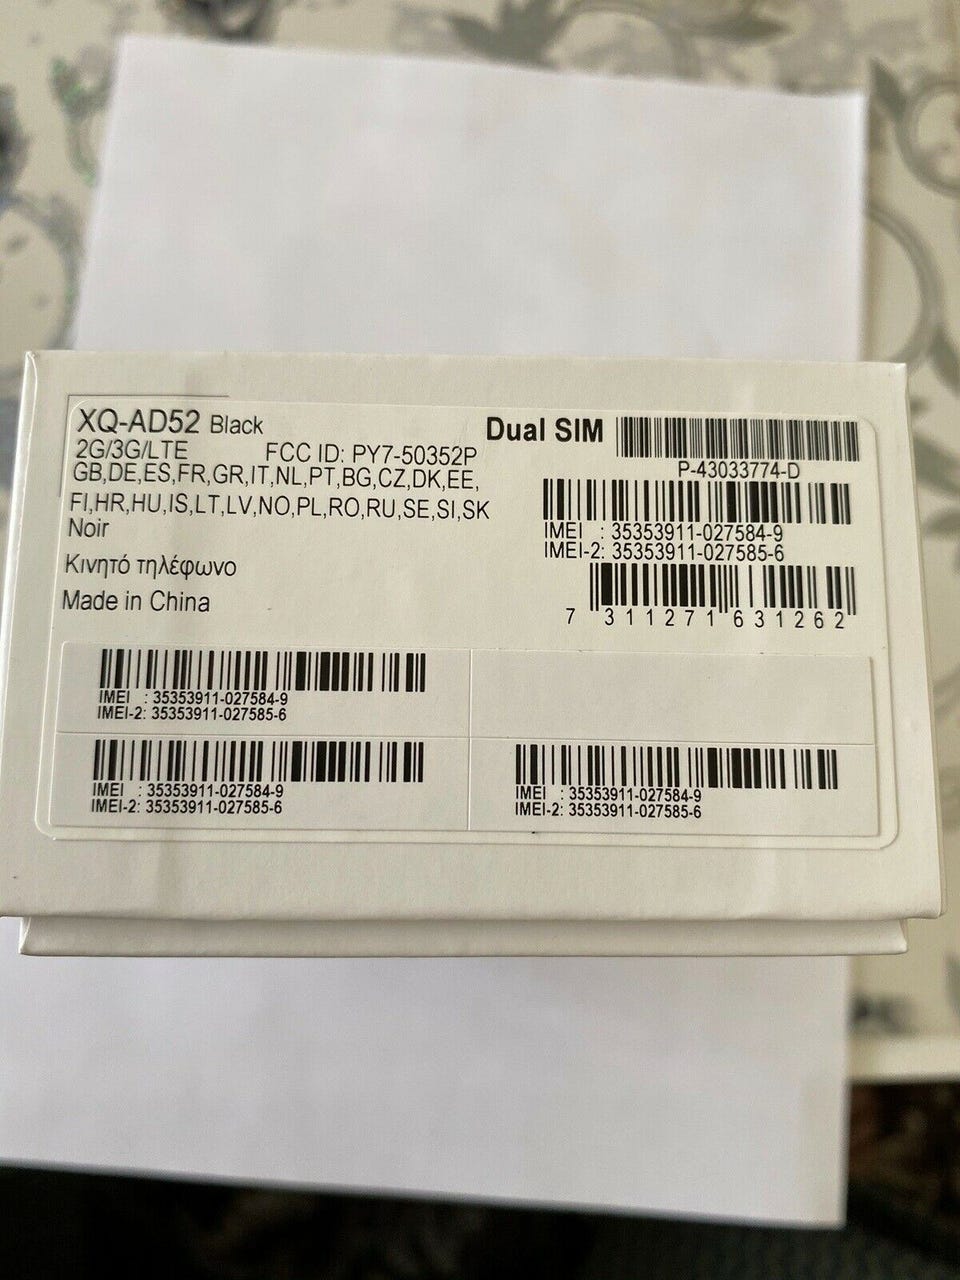 XQ-AD52 Black
2G/3G/LTE FCC ID: PY7-50352P
GB,DE,ES,FR,GR,IT,NL,PT,BG,CZ,DK,EE,
FI,HR,HU,IS,LT,LV,NO,PL,RO,RU,SE,SI,SK
Noir
Κινητό τηλέφωνο
Made in China
Dual SIM
P-43033774-D
IMEI : 35353911-027584-9
IMEI-2: 35353911-027585-6
7 311271 631262
IMEI : 35353911-027584-9
IMEI-2: 35353911-027585-6
IMEI : 35353911-027584-9
IMEI-2: 35353911-027585-6
IMEI : 35353911-027584-9
IMEI-2: 35353911-027585-6